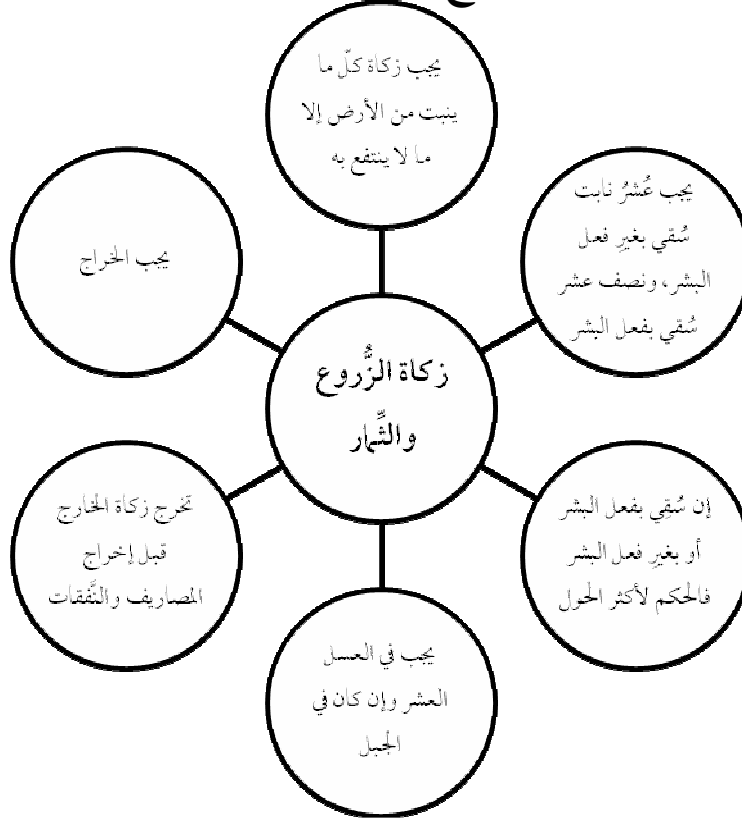 زكاة الزُّروع
والثِّمار
يجب زكاة كلّ ما
ينبت من الأرض إلا
ما لا ينتفع به
يجب عُشرُ نابت
سُقي بغيرِ فعل
البشر، ونصف عشر
سُقي بفعل البشر
إن سُقِي بفعل البشر
أو بغيرِ فعل البشر
فالحكم لأكثر الحول
يجب في العسل
العشر وإن كان في
الجبل
تخرج زكاة الخارج
قبل إخراج
المصاريف والنَّفقات
يجب الخراج